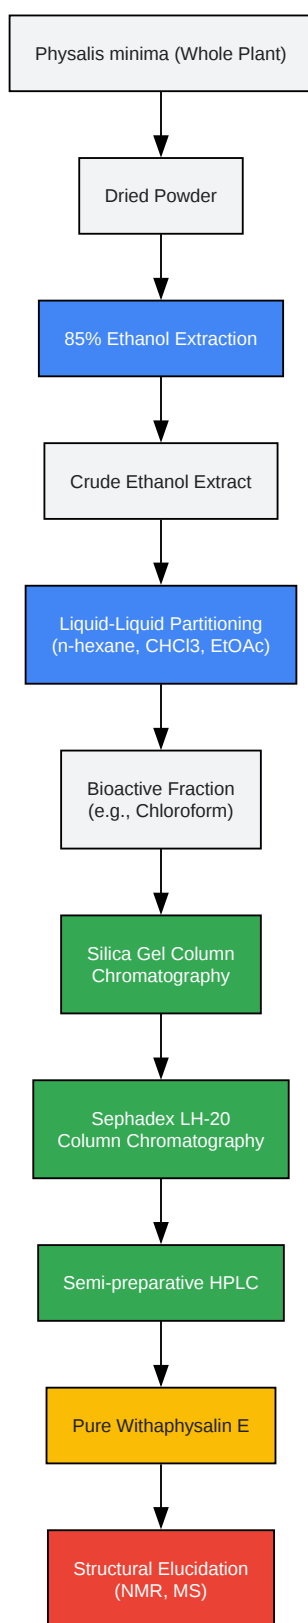 Physalis minima (Whole Plant)
Dried Powder
85% Ethanol Extraction
Crude Ethanol Extract
Liquid-Liquid Partitioning
(n-hexane, CHCl3, EtOAc)
Bioactive Fraction
(e.g., Chloroform)
Silica Gel Column
Chromatography
Sephadex LH-20
Column Chromatography
Semi-preparative HPLC
Pure Withaphysalin E
Structural Elucidation
(NMR, MS)